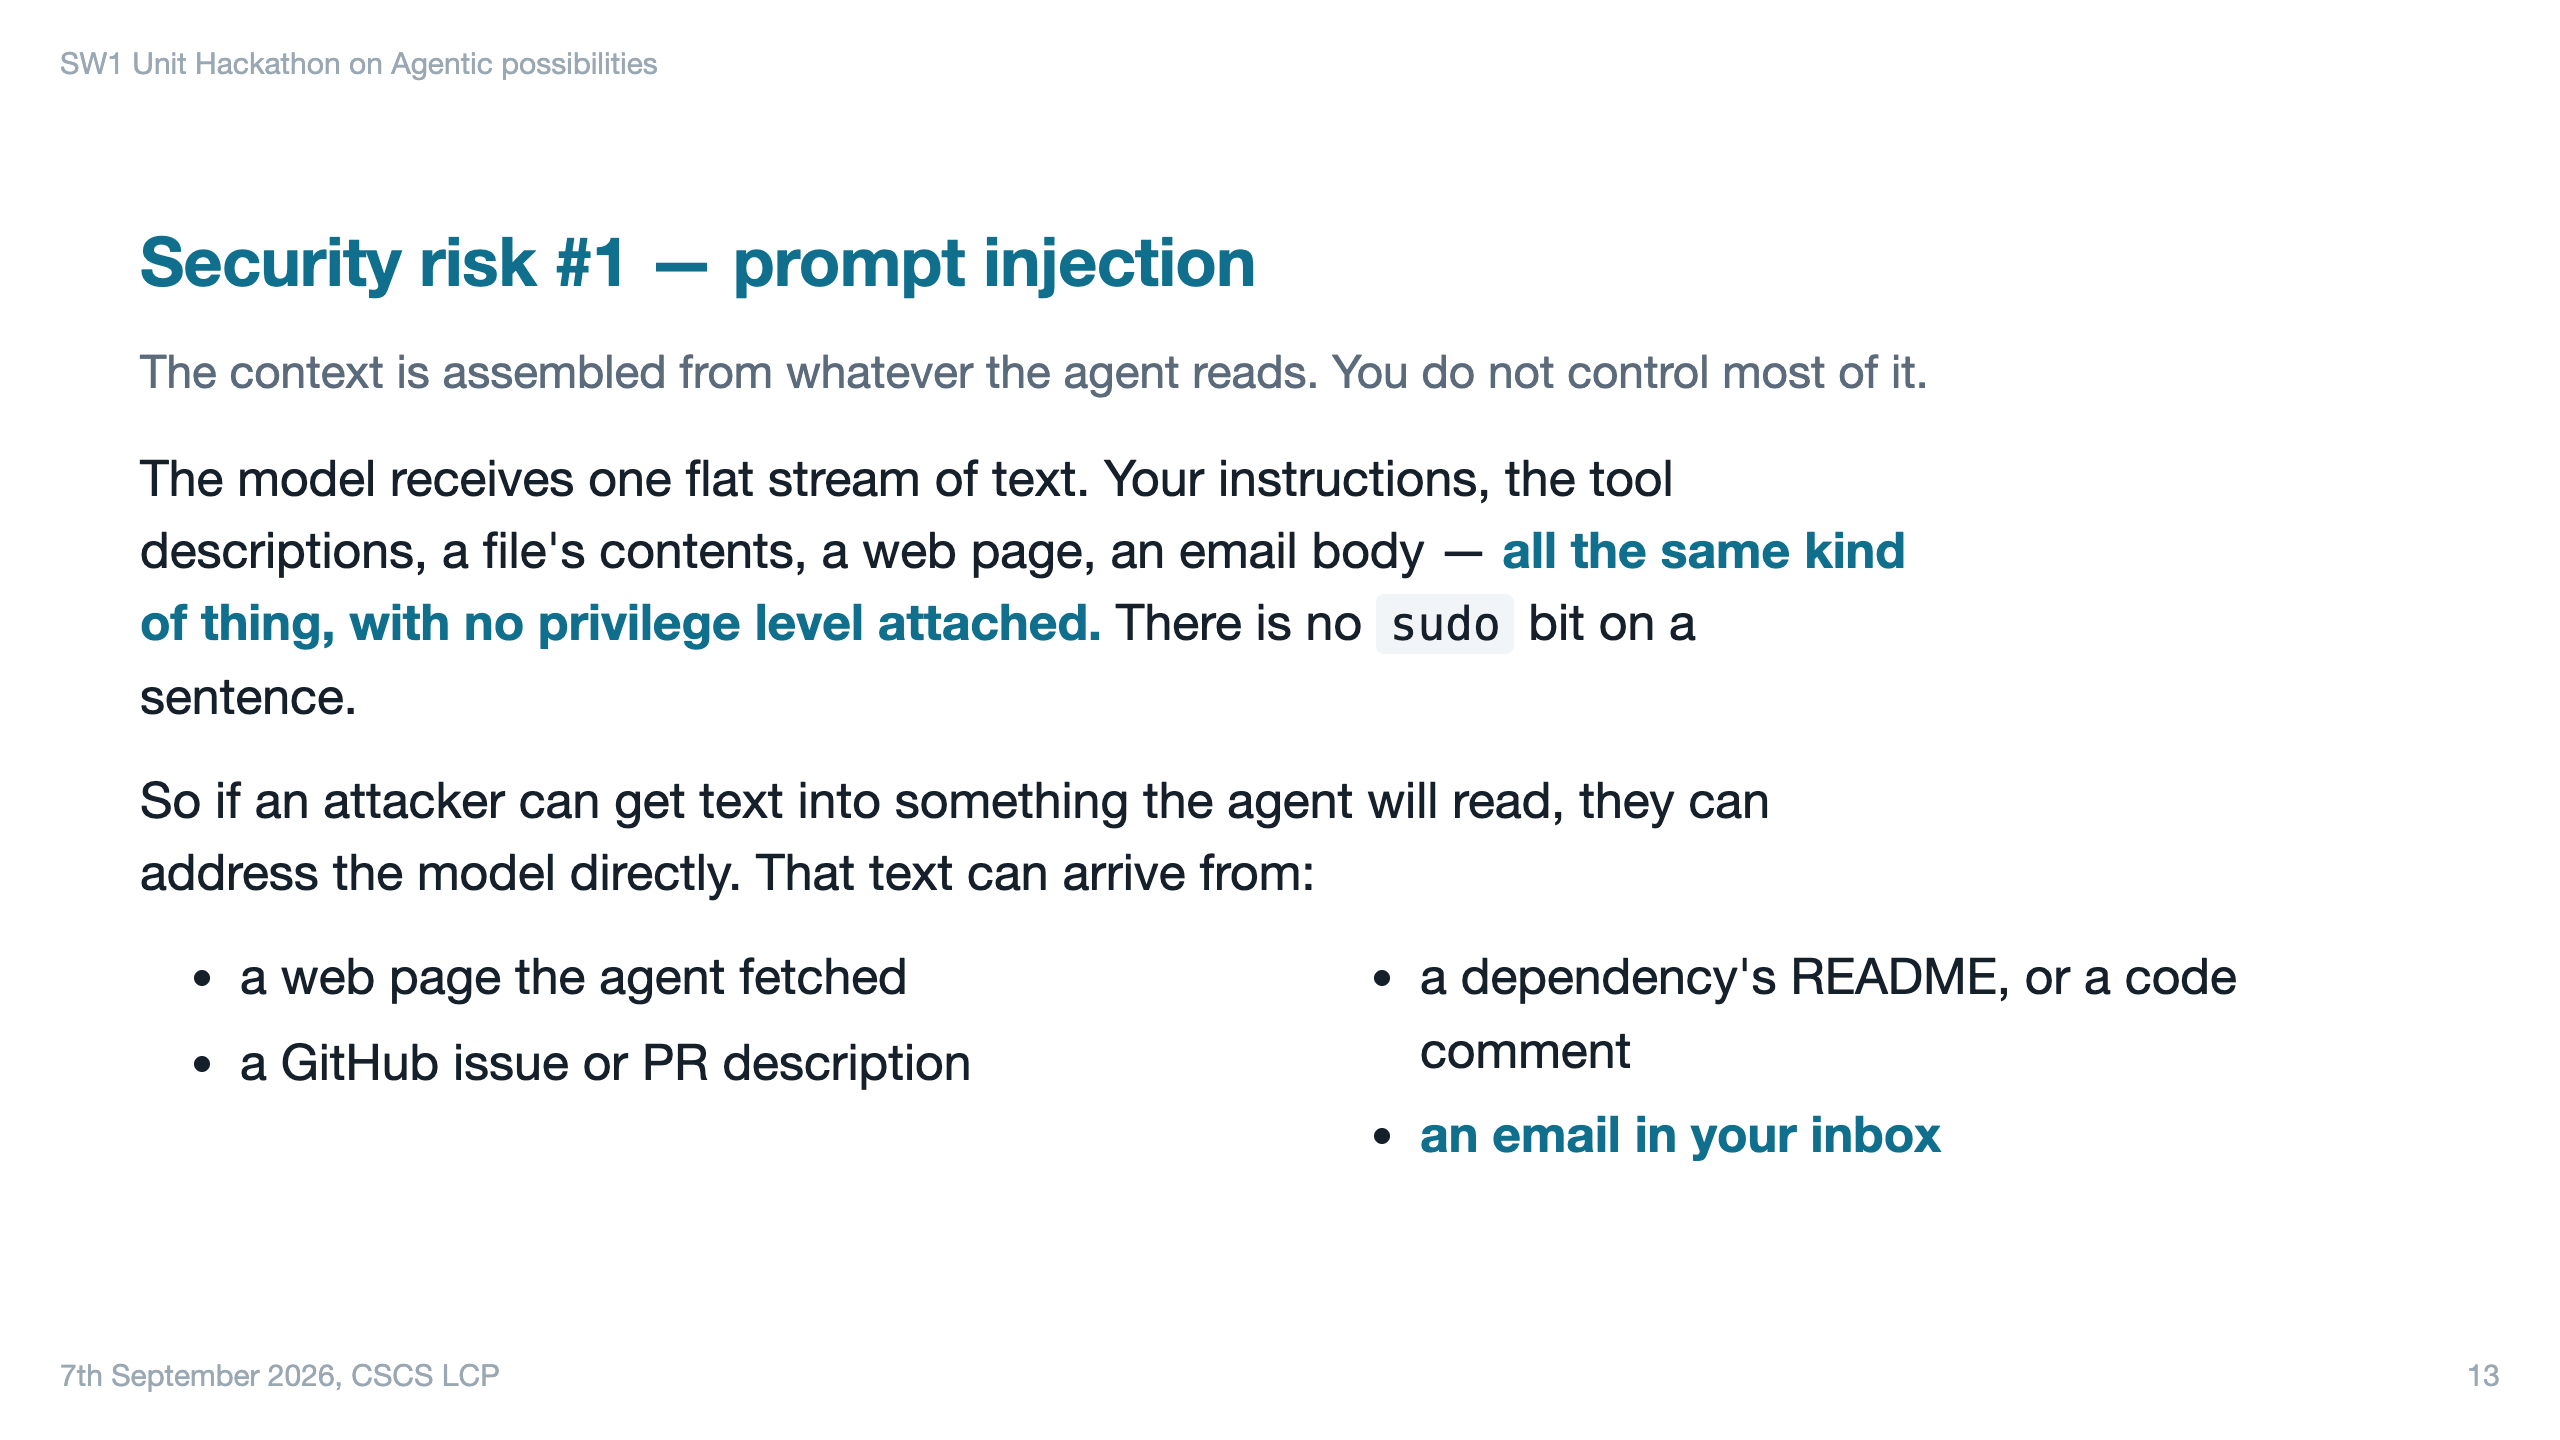 SW1 Unit Hackathon on Agentic possibilities
Security risk #1 — prompt injection
The context is assembled from whatever the agent reads. You do not control most of it.
The model receives one flat stream of text. Your instructions, the tool
descriptions, a file's contents, a web page, an email body — all the same kind
of thing, with no privilege level attached. There is no sudo bit on a
sentence.
So if an attacker can get text into something the agent will read, they can
address the model directly. That text can arrive from:
• a web page the agent fetched
• a GitHub issue or PR description
• a dependency's README, or a code
comment
• an email in your inbox
7th September 2026, CSCS LCP
13